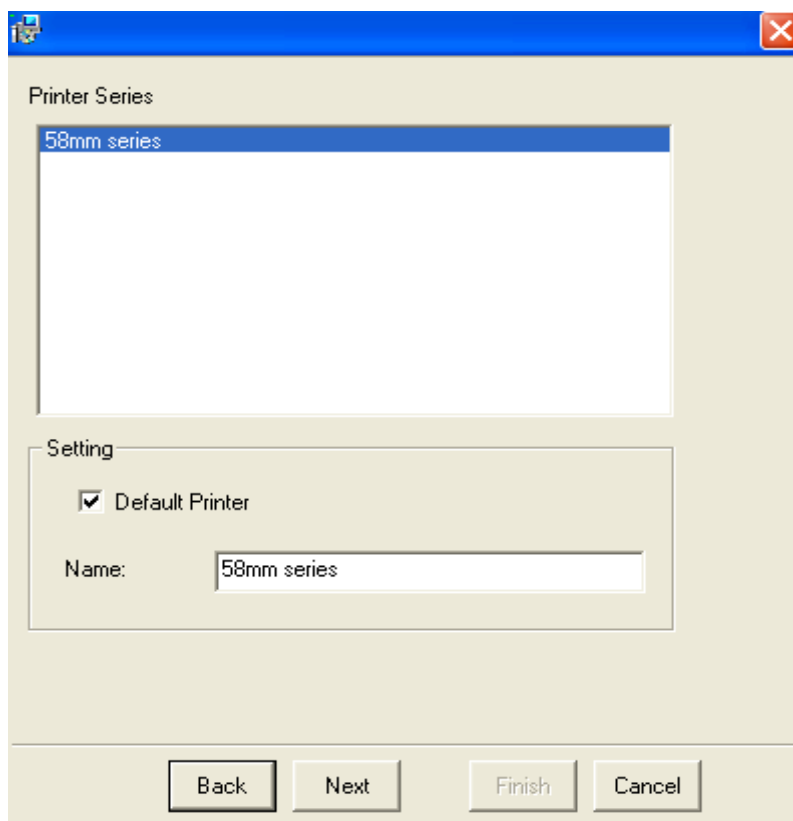 Printer Series
58mm series
Setting
Default Printer
Name: 58mm series
Back Next Finish Cancel